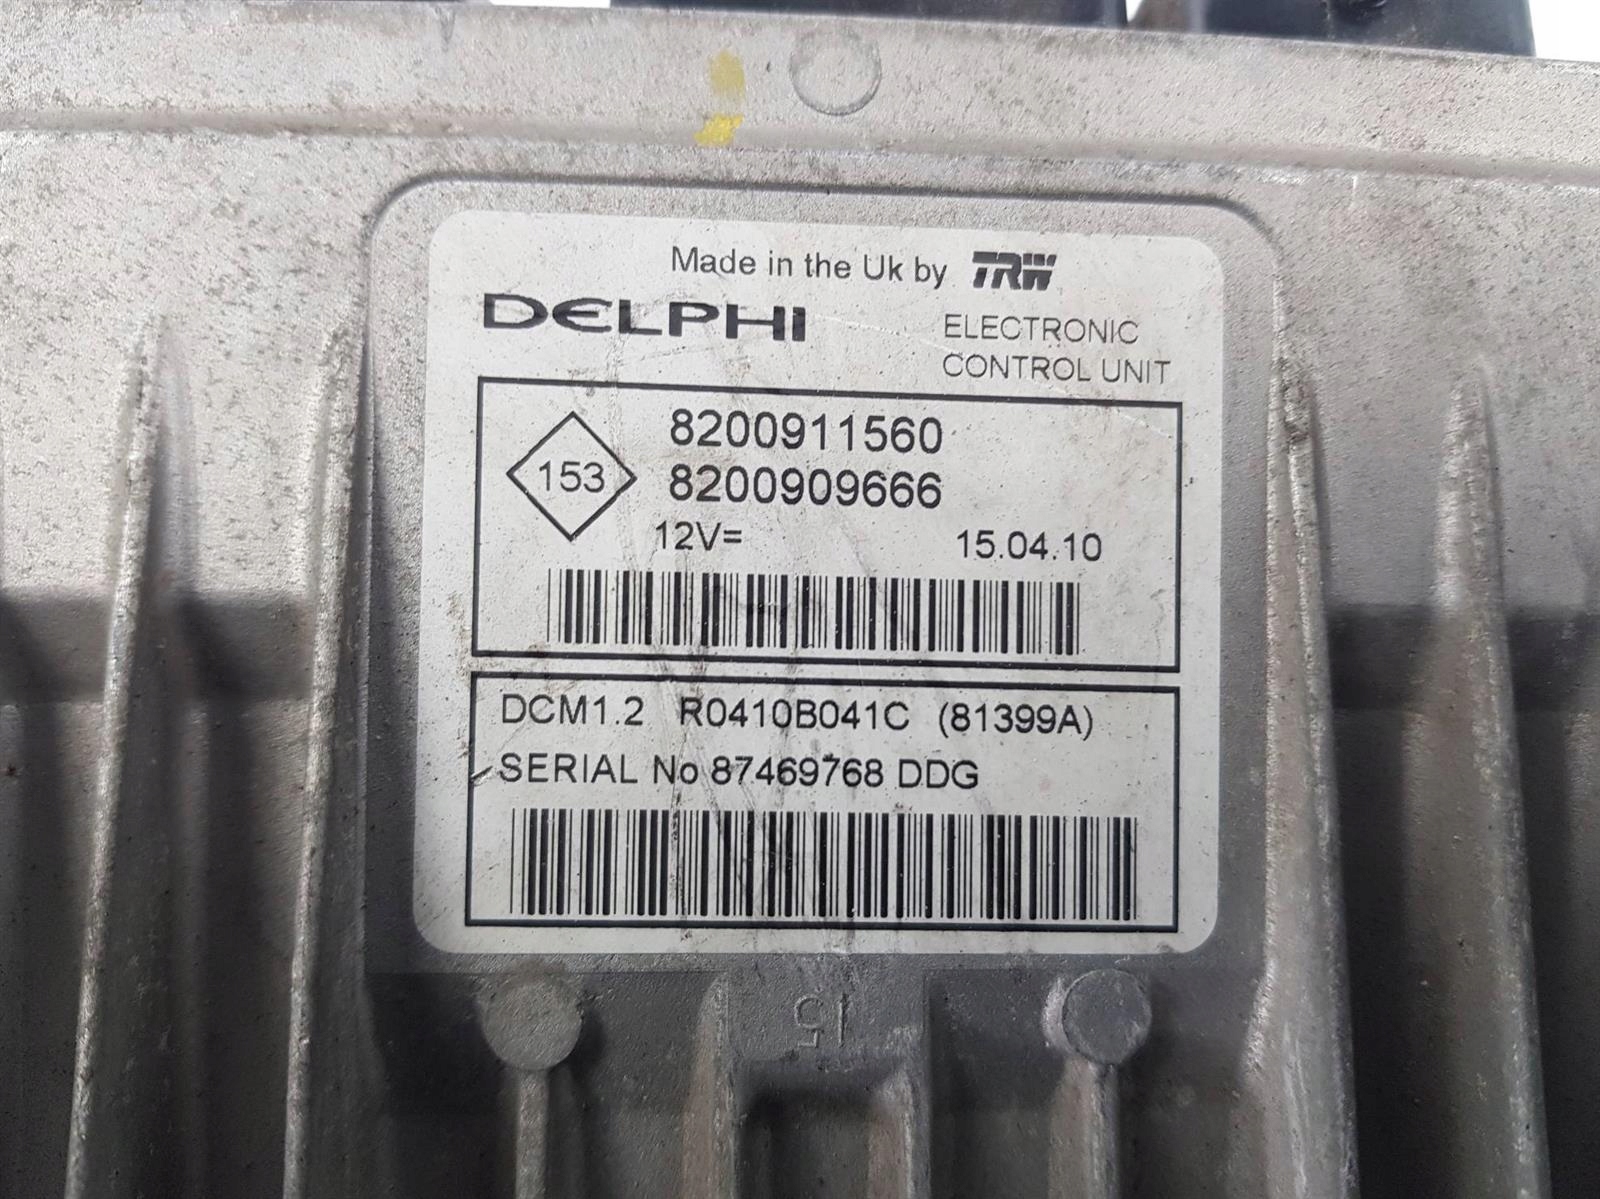 Made in the Uk by TRW
DELPHI
ELECTRONIC
CONTROL UNIT
153
8200911560
8200909666
12V=
15.04.10
DCM1.2 R0410B041C (81399A)
SERIAL No 87469768 DDG
15